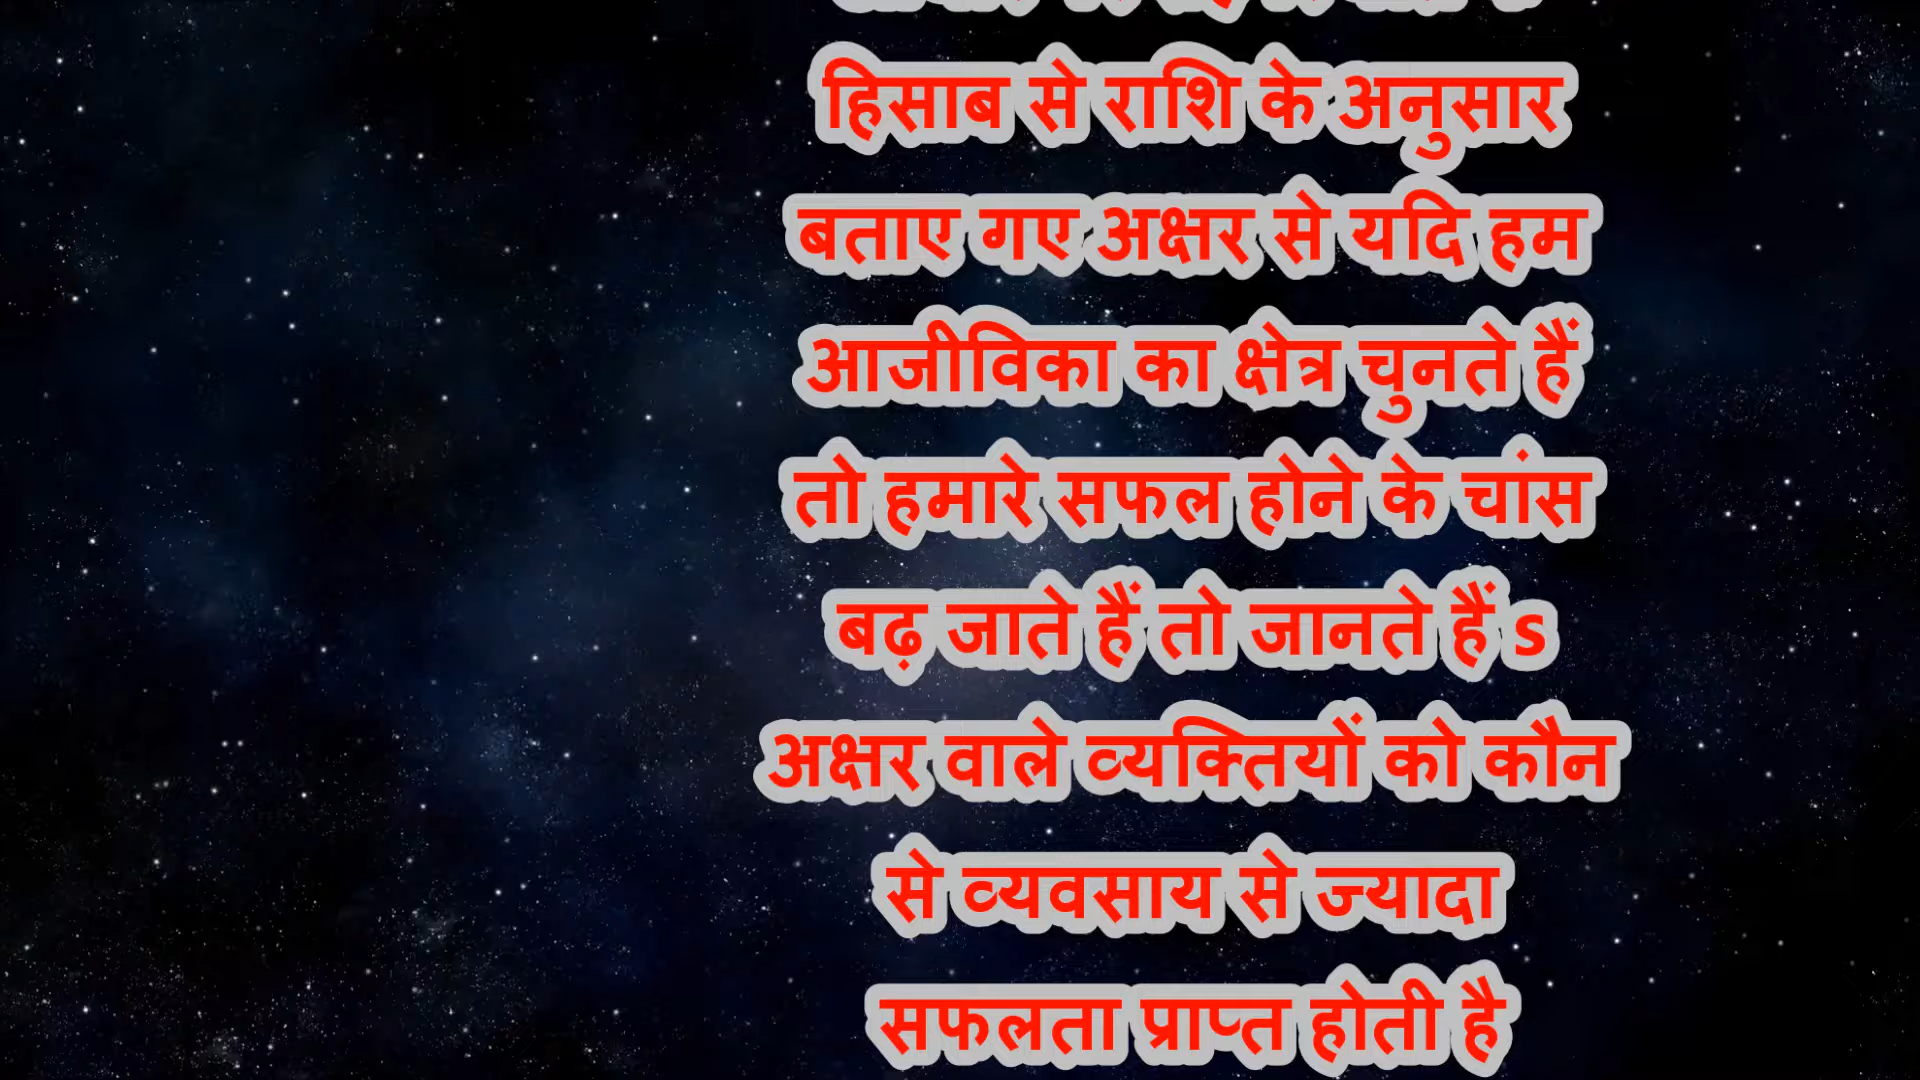 हिसाब से राशि के अनुसार
बताए गए अक्षर से यदि हम
आजीविका का क्षेत्र चुनते हैं
तो हमारे सफल होने के चांस
बढ़ जाते हैं तो जानते हैं s
अक्षर वाले व्यक्तियों को कौन
से व्यवसाय से ज्यादा
सफलता प्राप्त होती है